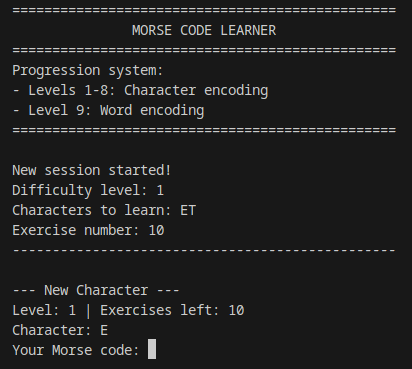 ================================================
MORSE CODE LEARNER
================================================
Progression system:
- Levels 1-8: Character encoding
- Level 9: Word encoding
================================================
New session started!
Difficulty level: 1
Characters to learn: ET
Exercise number: 10
------------------------------------------------
--- New Character ---
Level: 1 | Exercises left: 10
Character: E
Your Morse code: